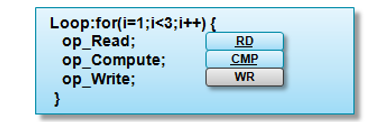 Loop:for(i=1;i<3;i++) {
op_Read; RD
op_Compute; CMP
op_Write; WR
}